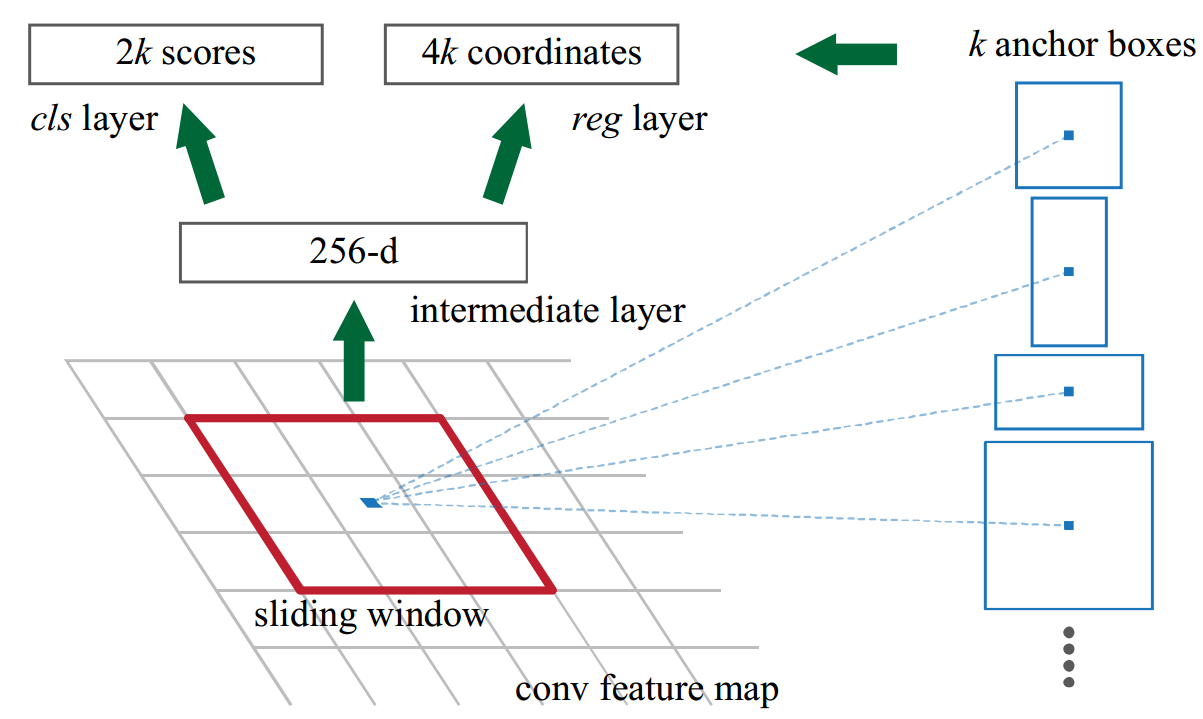 2k scores
4k coordinates
k anchor boxes
cls layer
reg layer
256-d
intermediate layer
sliding window
conv feature map